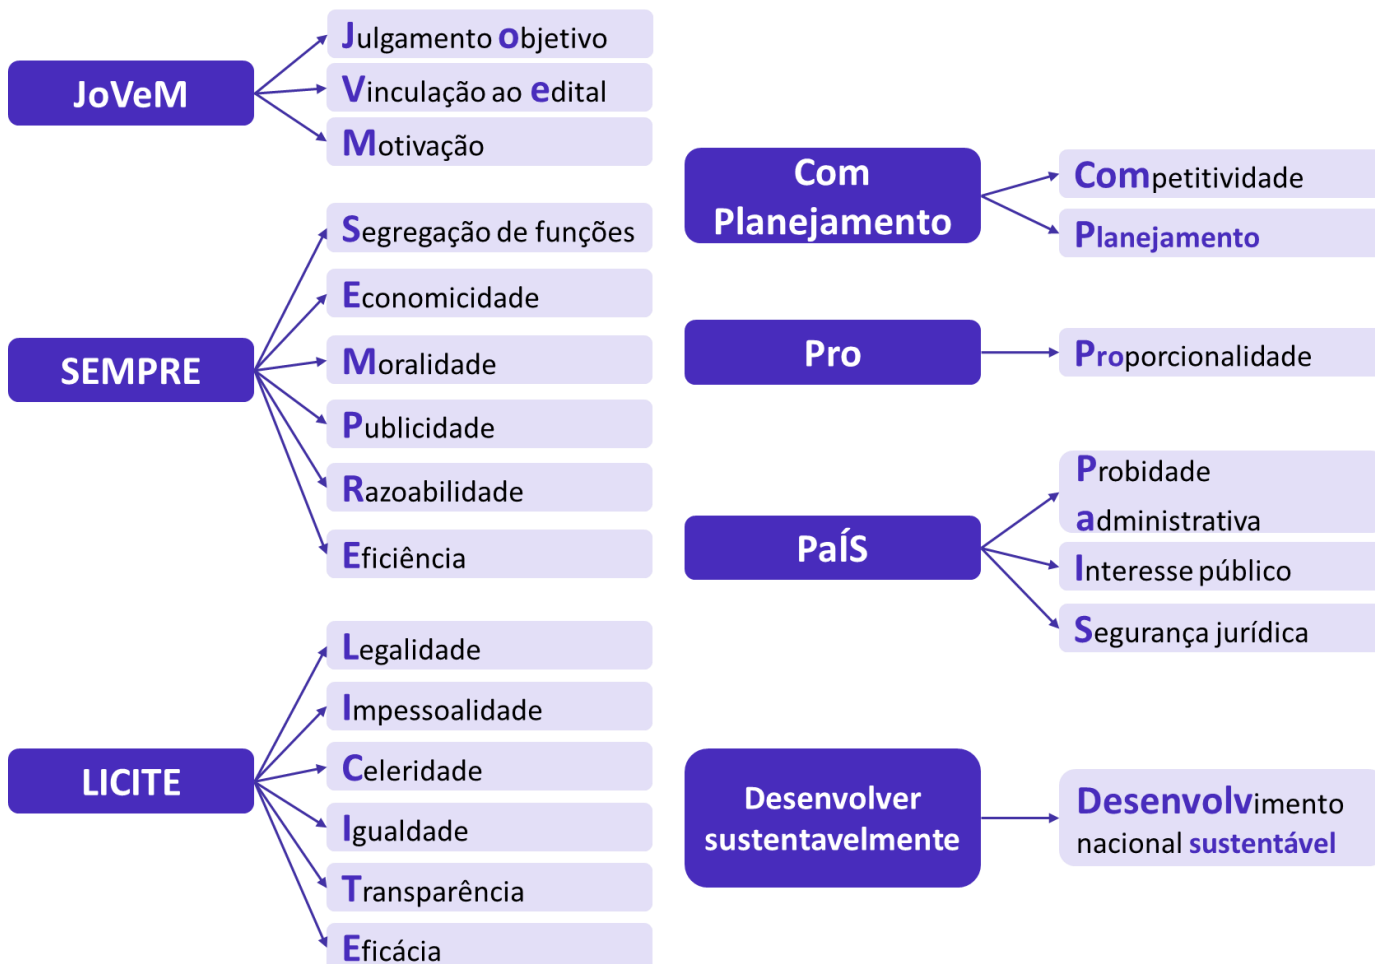 JoVeM
Julgamento objetivo
Vinculação ao edital
Motivação
SEMPRE
Segregação de funções
Economicidade
Moralidade
Publicidade
Razoabilidade
Eficiência
LICITE
Legalidade
Impessoalidade
Celeridade
Igualdade
Transparência
Eficácia
Com
Planejamento
Competitividade
Planejamento
Pro
Proporcionalidade
PaÍS
Probidade
administrativa
Interesse público
Segurança jurídica
Desenvolver
sustentavelmente
Desenvolvimento
nacional sustentável